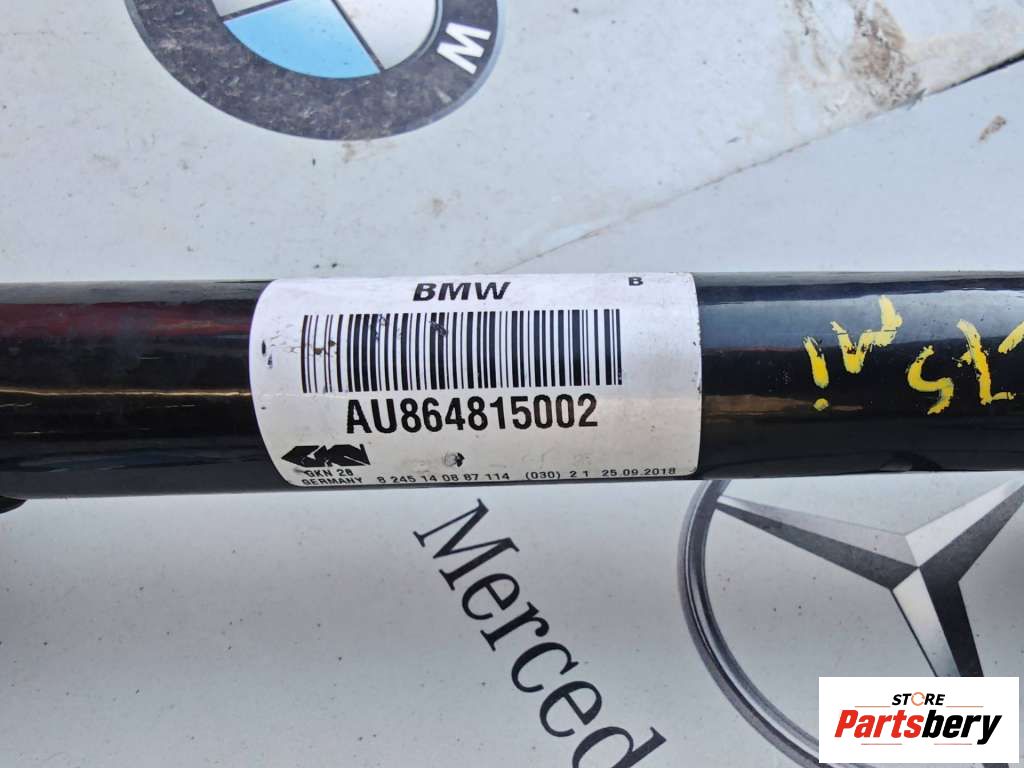 W
BMW
B
AU864815002
GKN
GKN 28
GERMANY
8 245 14 08 87 114 (030) 2 1 25.09.2018
Merced
STORE
Partsbery